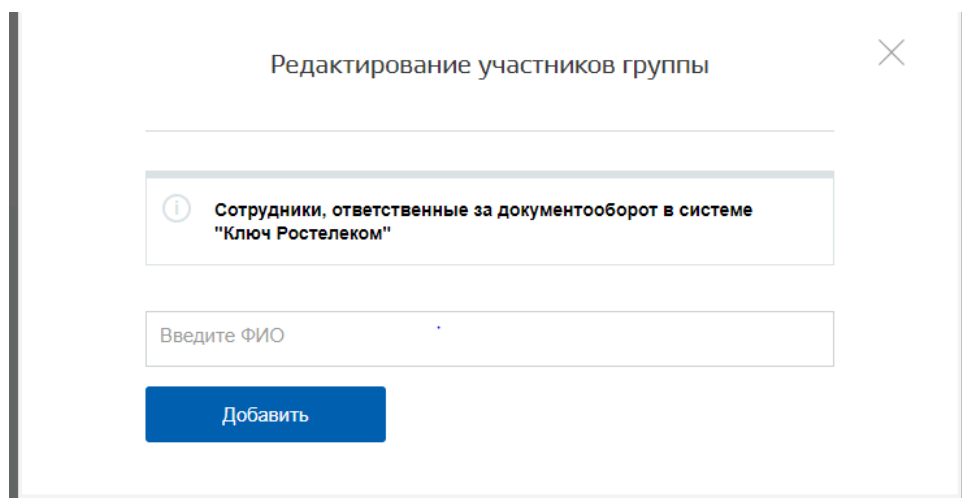 Редактирование участников группы
Сотрудники, ответственные за документооборот в системе
"Ключ Ростелеком"
Введите ФИО
Добавить